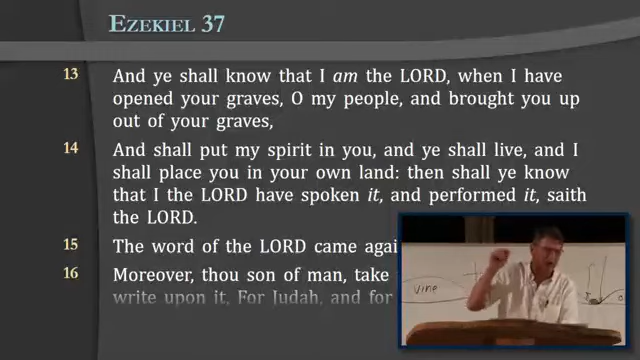 EZEKIEL 37
13 And ye shall know that I am the LORD, when I have
opened your graves, O my people, and brought you up
out of your graves,
14 And shall put my spirit in you, and ye shall live, and I
shall place you in your own land: then shall ye know
that I the LORD have spoken it, and performed it, saith
the LORD.
15 The word of the LORD came agai
16 Moreover, thou son of man, take
write upon it, For Judah, and for
vine